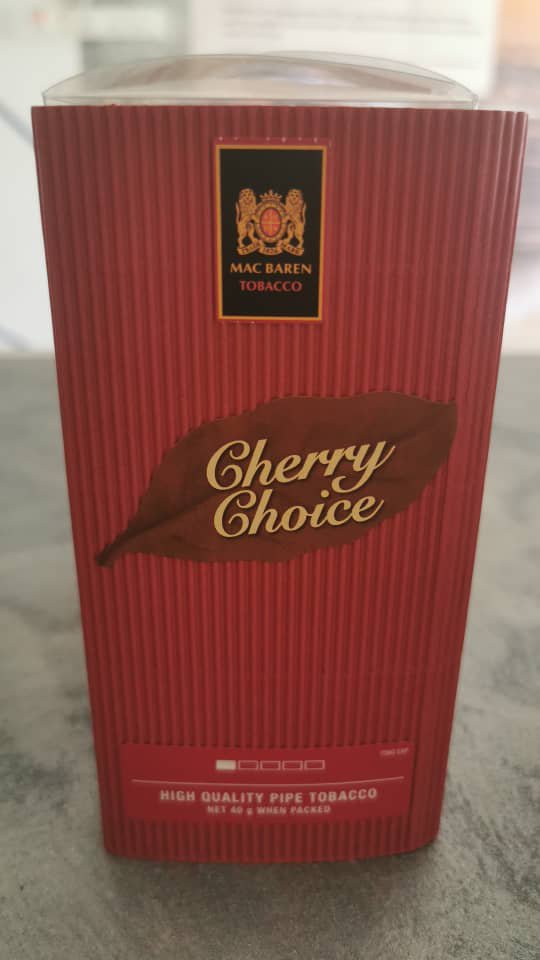 MAC BAREN
TOBACCO
Cherry
Choice
HIGH QUALITY PIPE TOBACCO
NET 40 g WHEN PACKED